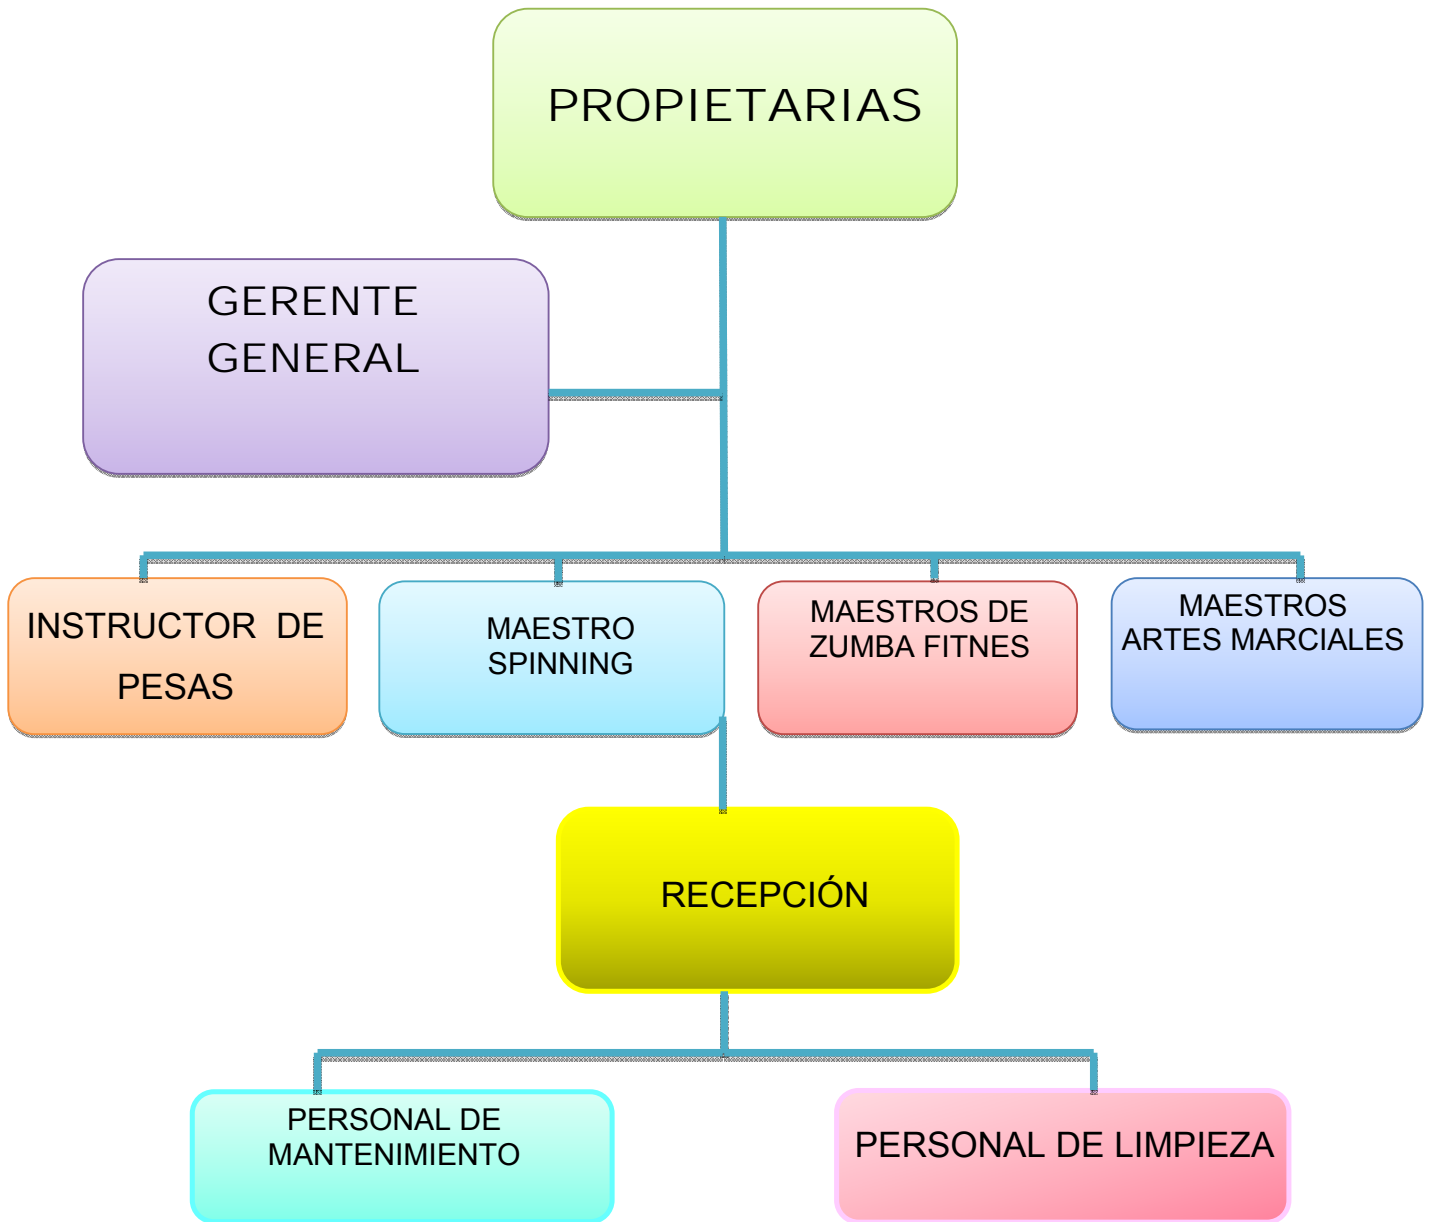 PROPIETARIAS
GERENTE
GENERAL
INSTRUCTOR DE
PESAS
MAESTRO
SPINNING
MAESTROS DE
ZUMBA FITNES
MAESTROS
ARTES MARCIALES
RECEPCIÓN
PERSONAL DE
MANTENIMIENTO
PERSONAL DE LIMPIEZA